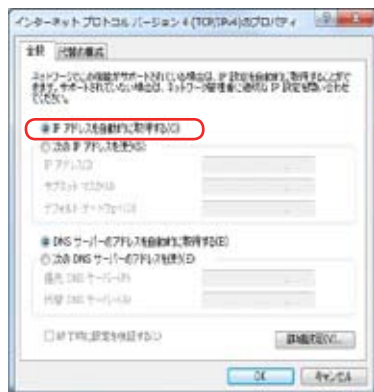 インターネット プロトコル バージョン 4 (TCP/IPv4)のプロパティ
全般 代替の構成
ネットワークでこの機能がサポートされている場合は、IP 設定を自動的に取得することがで
きます。サポートされていない場合は、ネットワーク管理者に適切な IP 設定を問い合わせ
てください。
IP アドレスを自動的に取得する(O)
次の IP アドレスを使う(S):
IP アドレス(I):
サブネット マスク(U):
デフォルト ゲートウェイ(D):
DNS サーバーのアドレスを自動的に取得する(B)
次の DNS サーバーのアドレスを使う(E):
優先 DNS サーバー(P):
代替 DNS サーバー(A):
終了時に設定を検証する(L)
詳細設定(V)...
OK キャンセル